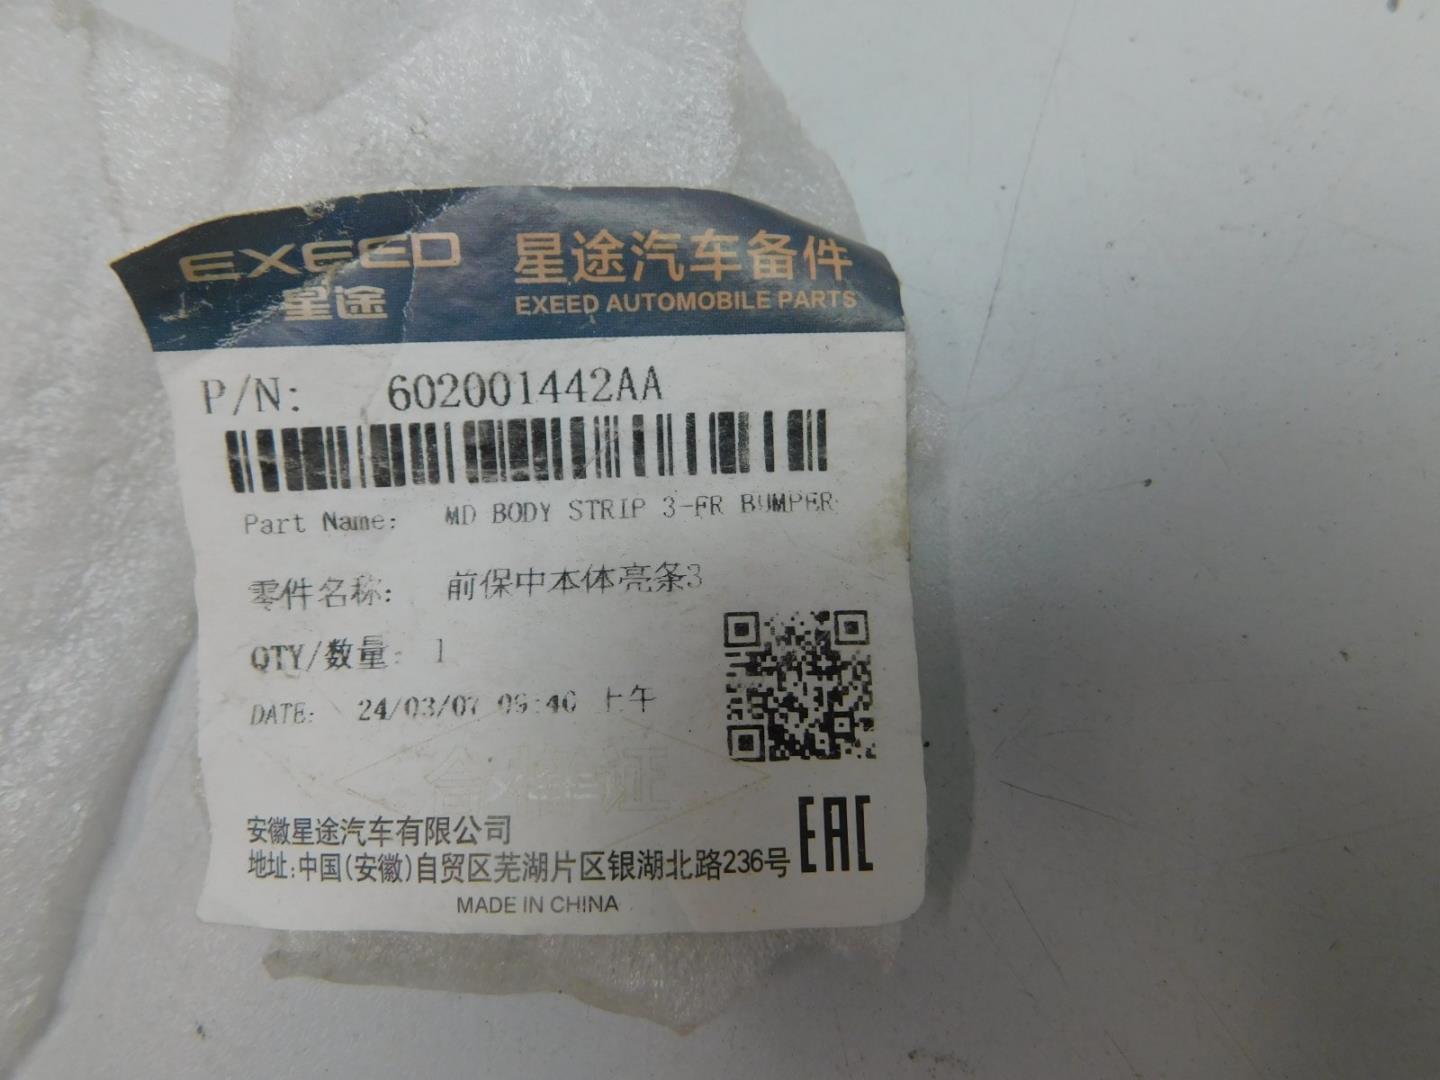 EXEED
星途
星途汽车备件
EXEED AUTOMOBILE PARTS
P/N: 602001442AA
Part Name: MD BODY STRIP 3-FR BUMPER
零件名称: 前保中本体亮条3
QTY/数量: 1
DATE: 24/03/07 09:40 上午
合格证
安徽星途汽车有限公司
地址:中国(安徽)自贸区芜湖片区银湖北路236号
EAC
MADE IN CHINA